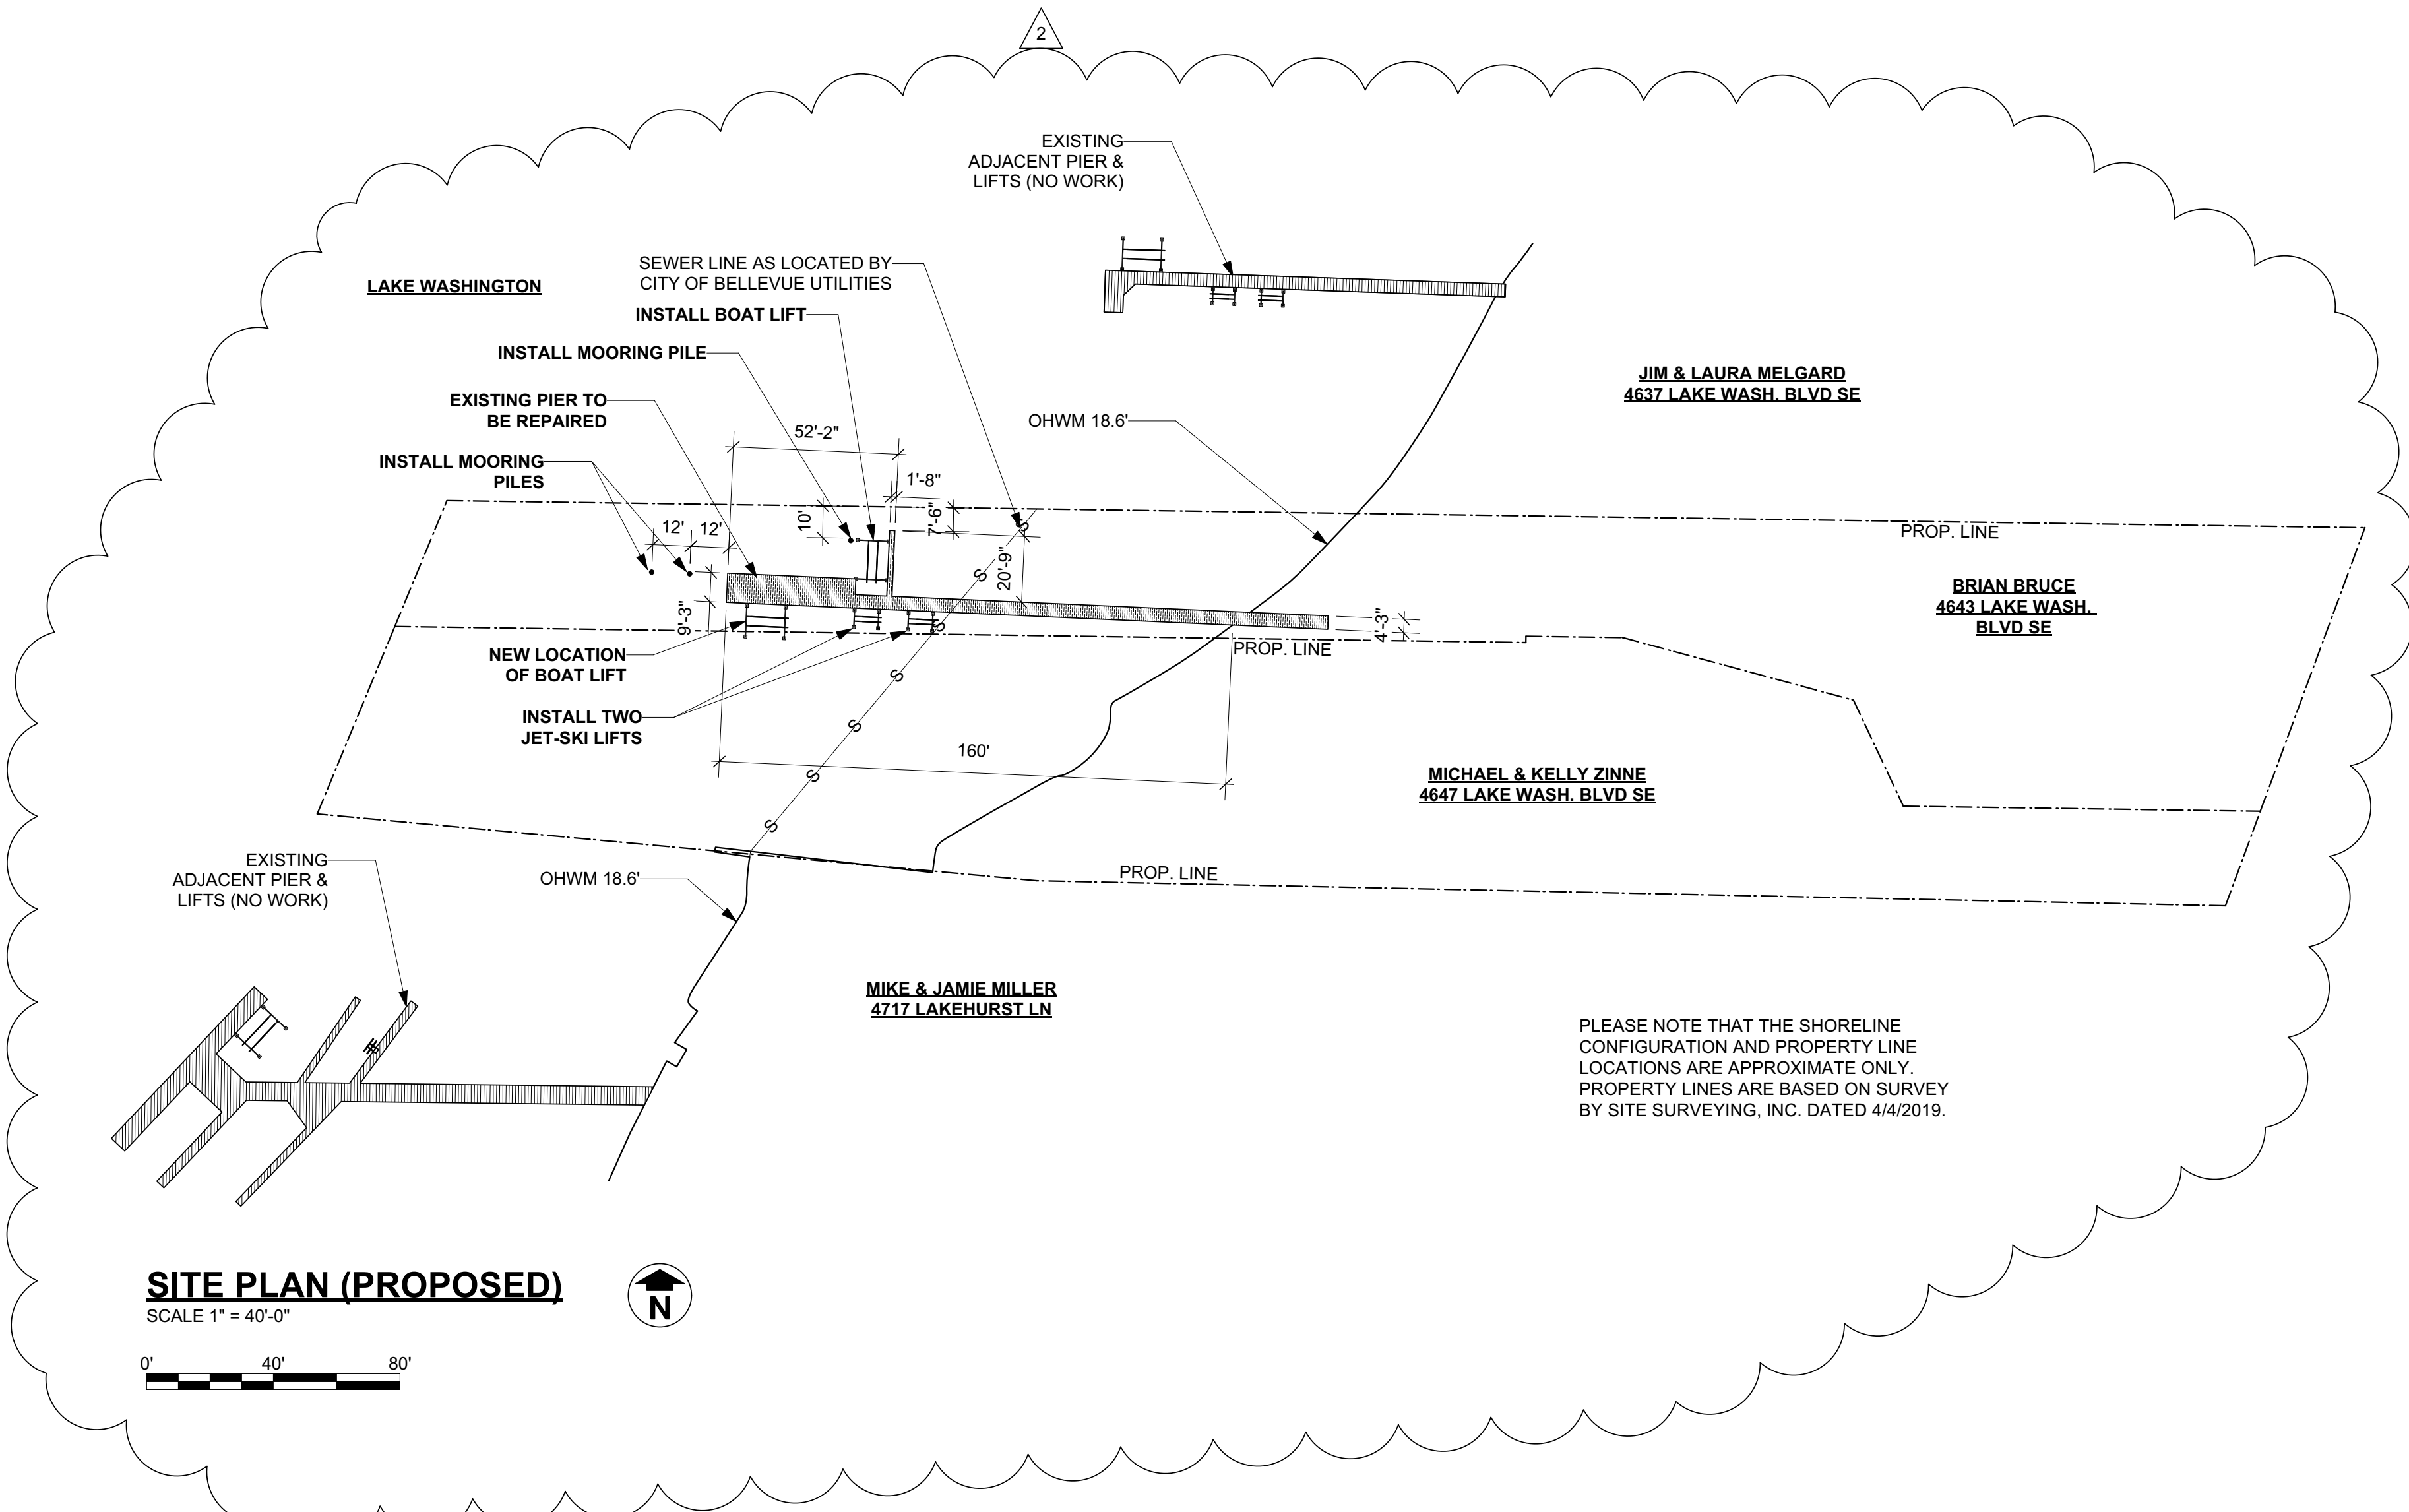 2
EXISTING
ADJACENT PIER &
LIFTS (NO WORK)
SEWER LINE AS LOCATED BY
CITY OF BELLEVUE UTILITIES
LAKE WASHINGTON
INSTALL BOAT LIFT
INSTALL MOORING PILE
JIM & LAURA MELGARD
4637 LAKE WASH. BLVD SE
EXISTING PIER TO
BE REPAIRED
OHWM 18.6'
52'-2"
INSTALL MOORING
PILES
1'-8"
10'
7'-6"
12'
12'
S
PROP. LINE
20'-9"
S
BRIAN BRUCE
4643 LAKE WASH.
BLVD SE
9'-3"
4'-3"
S
PROP. LINE
NEW LOCATION
OF BOAT LIFT
S
INSTALL TWO
JET-SKI LIFTS
S
160'
S
MICHAEL & KELLY ZINNE
4647 LAKE WASH. BLVD SE
S
EXISTING
ADJACENT PIER &
LIFTS (NO WORK)
OHWM 18.6'
PROP. LINE
MIKE & JAMIE MILLER
4717 LAKEHURST LN
PLEASE NOTE THAT THE SHORELINE
CONFIGURATION AND PROPERTY LINE
LOCATIONS ARE APPROXIMATE ONLY.
PROPERTY LINES ARE BASED ON SURVEY
BY SITE SURVEYING, INC. DATED 4/4/2019.
SITE PLAN (PROPOSED)
SCALE 1" = 40'-0"
N
0' 40' 80'